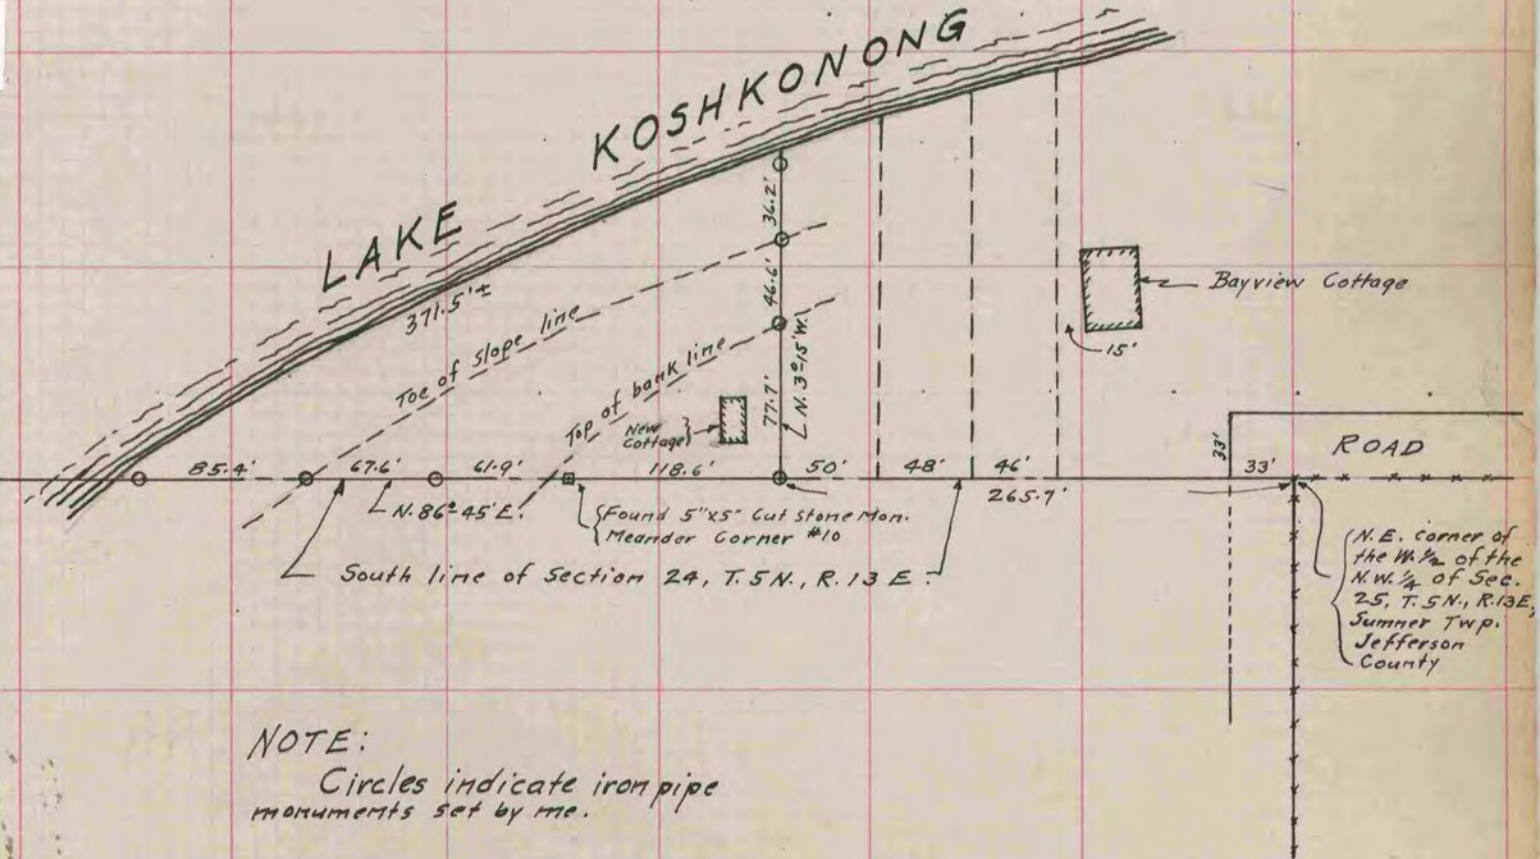 LAKE KOSHKONONG
371.5'±
Toe of slope line
Top of bank line
36.2'
46.6'
77.7'
N. 3°15'W.
New
Cottage
Bayview Cottage
15'
33'
ROAD
85.4'
67.6'
61.9'
118.6'
50'
48'
46'
33'
265.7'
N. 86°45'E.
Found 5"x5" Cut stone Mon.
Meander Corner #10
South line of Section 24, T. 5 N., R. 13 E.
N.E. corner of
the W. 1/2 of the
N.W. 1/4 of Sec.
25, T. 5 N., R. 13 E,
Sumner Twp.
Jefferson
County
NOTE:
Circles indicate iron pipe
monuments set by me.